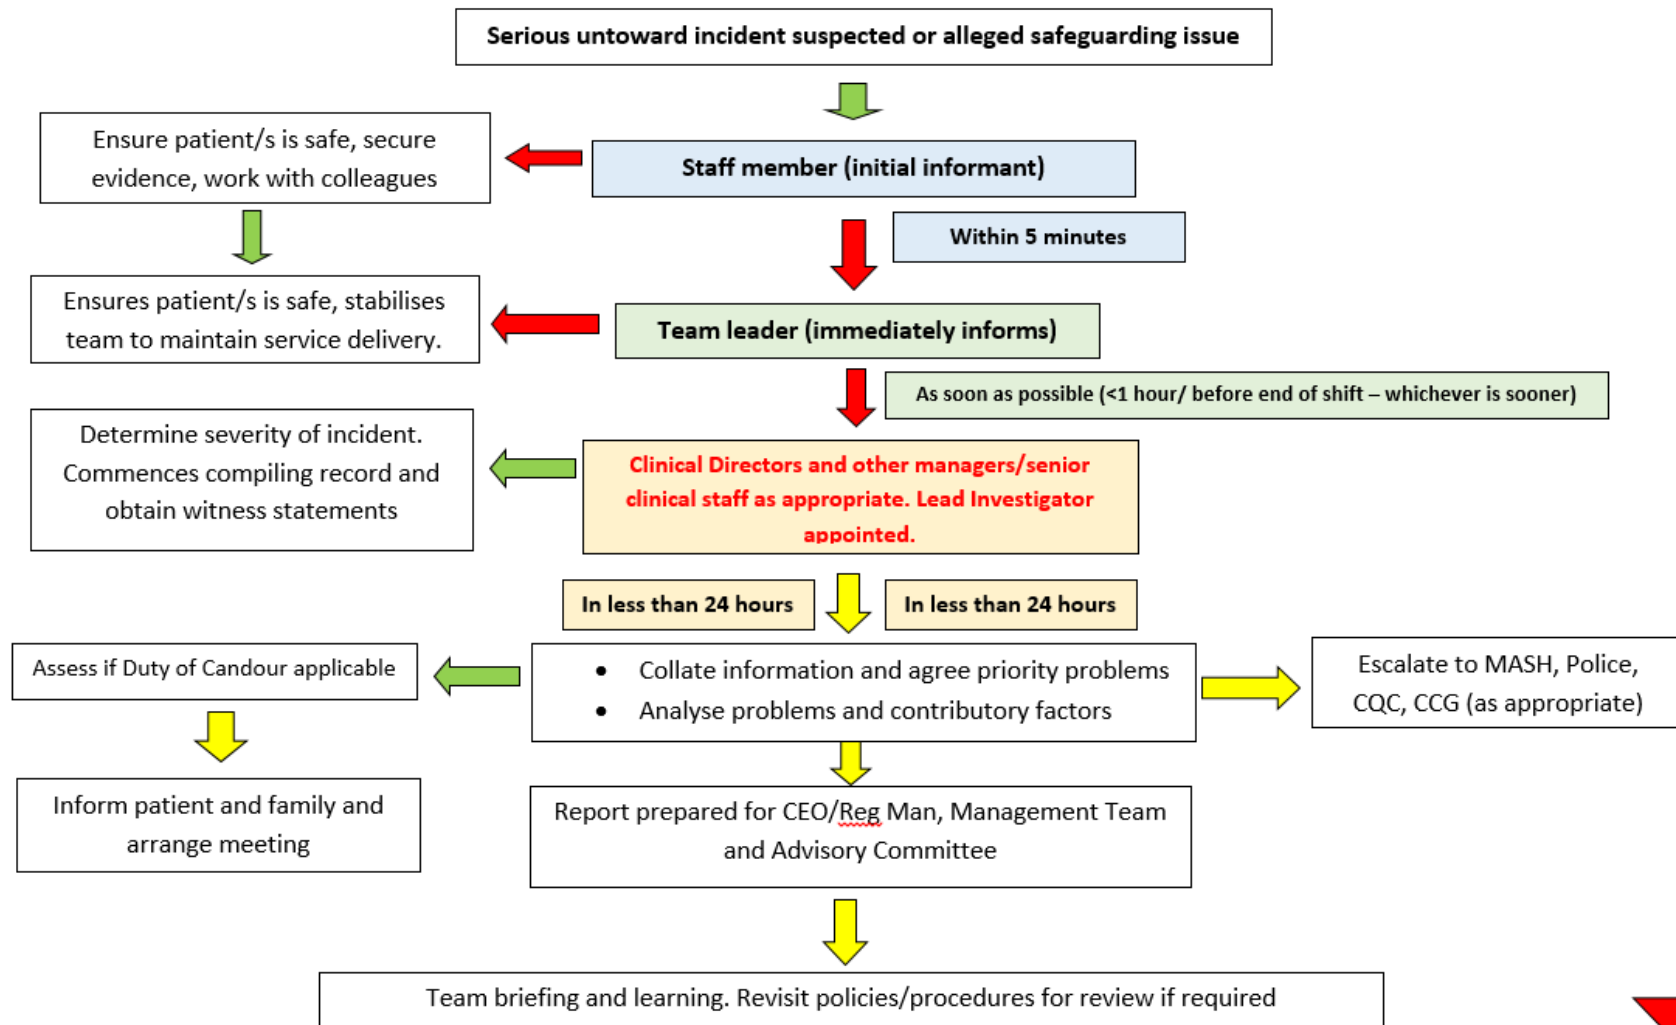 Serious untoward incident suspected or alleged safeguarding issue
Ensure patient/s is safe, secure
evidence, work with colleagues
Staff member (initial informant)
Within 5 minutes
Ensures patient/s is safe, stabilises
team to maintain service delivery.
Team leader (immediately informs)
As soon as possible (<1 hour/ before end of shift – whichever is sooner)
Determine severity of incident.
Commences compiling record and
obtain witness statements
Clinical Directors and other managers/senior
clinical staff as appropriate. Lead Investigator
appointed.
In less than 24 hours
In less than 24 hours
Assess if Duty of Candour applicable
• Collate information and agree priority problems
• Analyse problems and contributory factors
Escalate to MASH, Police,
CQC, CCG (as appropriate)
Inform patient and family and
arrange meeting
Report prepared for CEO/Reg Man, Management Team
and Advisory Committee
Team briefing and learning. Revisit policies/procedures for review if required